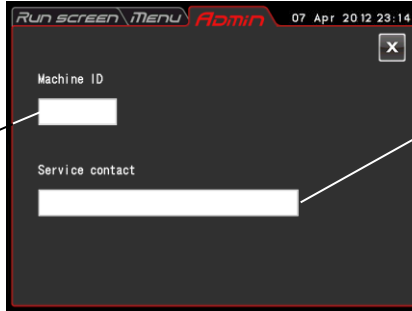 Run screen Menu Admin 07 Apr 2012 23:14
X
Machine ID
Service contact